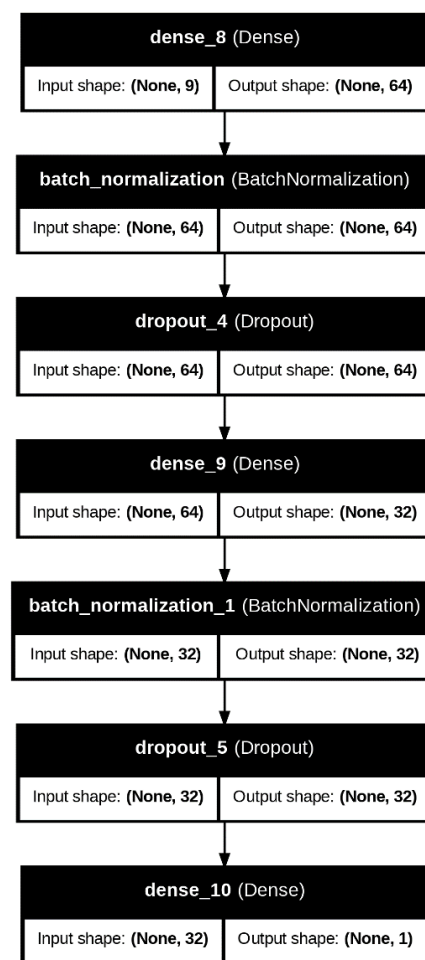 dense_8 (Dense)
Input shape: (None, 9) Output shape: (None, 64)
batch_normalization (BatchNormalization)
Input shape: (None, 64) Output shape: (None, 64)
dropout_4 (Dropout)
Input shape: (None, 64) Output shape: (None, 64)
dense_9 (Dense)
Input shape: (None, 64) Output shape: (None, 32)
batch_normalization_1 (BatchNormalization)
Input shape: (None, 32) Output shape: (None, 32)
dropout_5 (Dropout)
Input shape: (None, 32) Output shape: (None, 32)
dense_10 (Dense)
Input shape: (None, 32) Output shape: (None, 1)